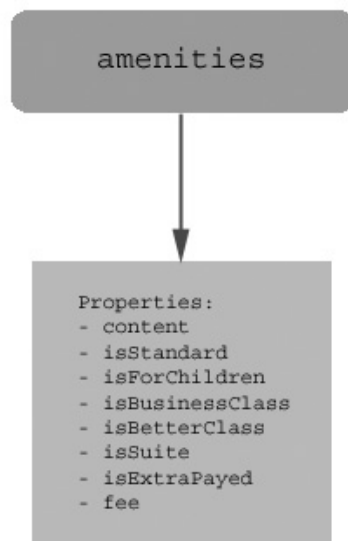 amenities
Properties:
- content
- isStandard
- isForChildren
- isBusinessClass
- isBetterClass
- isSuite
- isExtraPayed
- fee